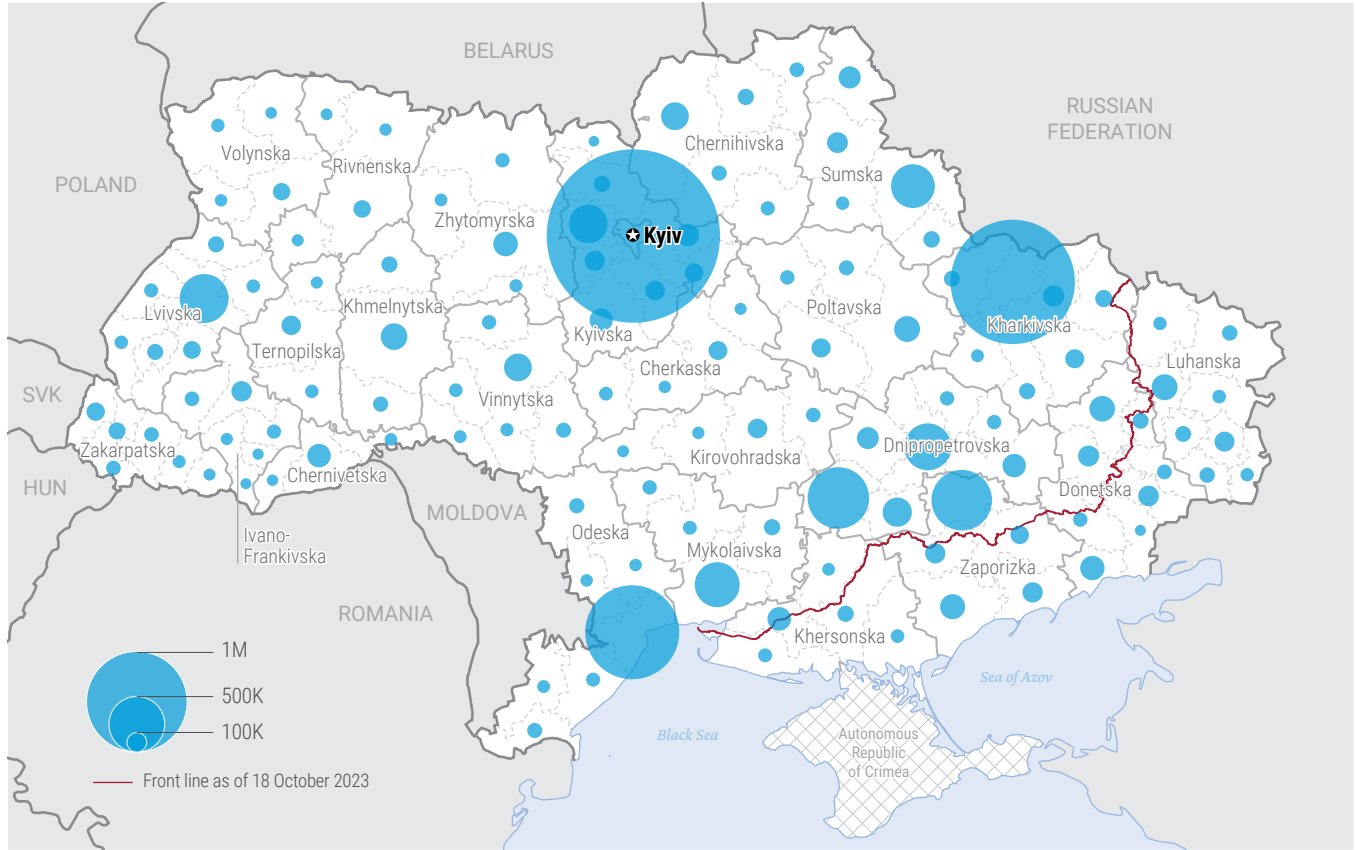 BELARUS
RUSSIAN
FEDERATION
Chernihivska
Volynska
Rivnenska
Sumska
POLAND
Zhytomyrska
Kyiv
Khmelnytska
Poltavska
Lvivska
Kharkivska
Kyivska
Ternopilska
Cherkaska
Luhanska
SVK
Vinnytska
Zakarpatska
Dnipropetrovska
Kirovohradska
Chernivetska
HUN
Donetska
MOLDOVA
Odeska
Ivano-
Frankivska
Mykolaivska
Zaporizka
ROMANIA
Khersonska
1M
Sea of Azov
500K
100K
Black Sea
Autonomous
Republic
of Crimea
Front line as of 18 October 2023